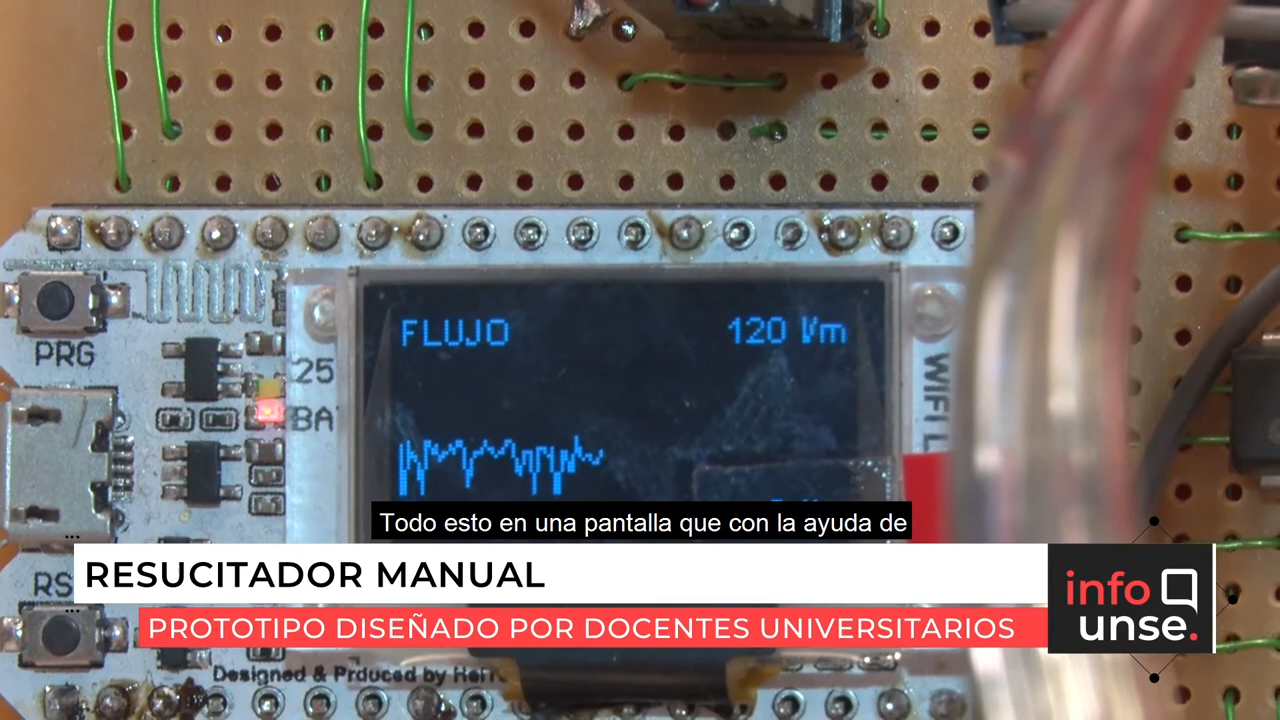 FLUJO 120 Vm
PRG
25
BA
WIFI L
Todo esto en una pantalla que con la ayuda de
RESUCITADOR MANUAL
PROTOTIPO DISEÑADO POR DOCENTES UNIVERSITARIOS
info
unse.
RS
Designed & Prduced by